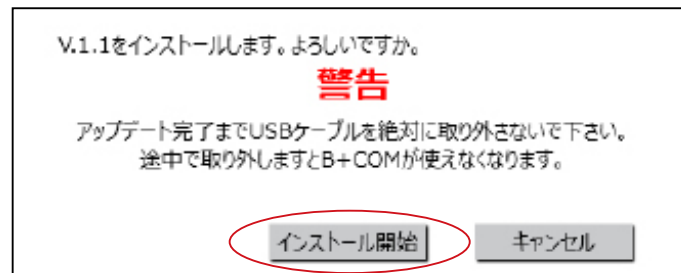 V.1.1をインストールします。よろしいですか。
警告
アップデート完了までUSBケーブルを絶対に取り外さないで下さい。
途中で取り外しますとB+COMが使えなくなります。
インストール開始 キャンセル